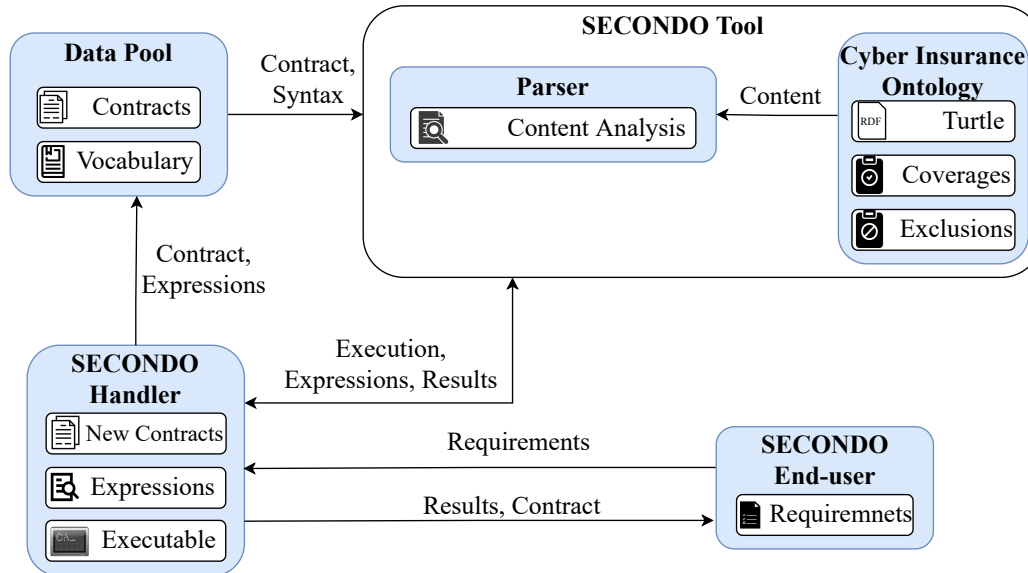 SECONDO Tool
Data Pool
Contracts
Vocabulary
Contract,
Syntax
Parser
Content Analysis
Content
Cyber Insurance
Ontology
RDF
Turtle
Coverages
Exclusions
Contract,
Expressions
Execution,
Expressions, Results
SECONDO
Handler
New Contracts
Expressions
C:\_
Executable
Requirements
Results, Contract
SECONDO
End-user
Requiremnets